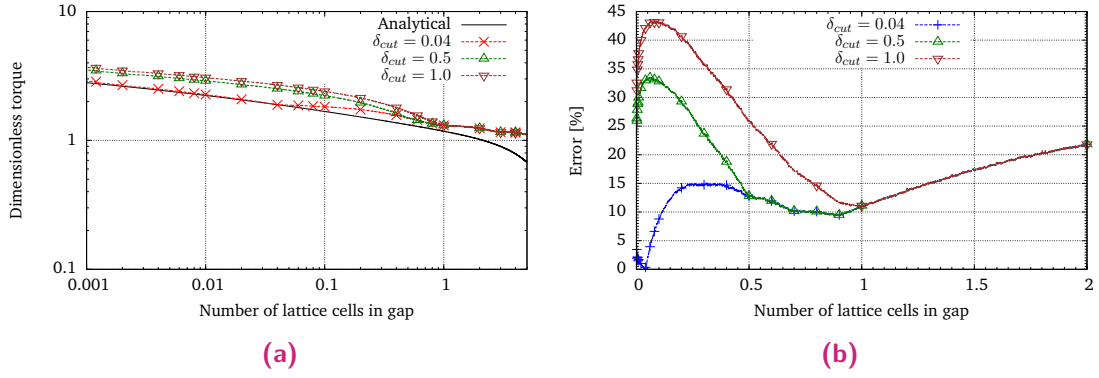 10
1
0.1
0.001
0.01
0.1
1
Dimensionless torque
Number of lattice cells in gap
Analytical
δcut = 0.04
δcut = 0.5
δcut = 1.0
(a)
45
40
35
30
25
20
15
10
5
0
0
0.5
1
1.5
2
Error [%]
Number of lattice cells in gap
δcut = 0.04
δcut = 0.5
δcut = 1.0
(b)